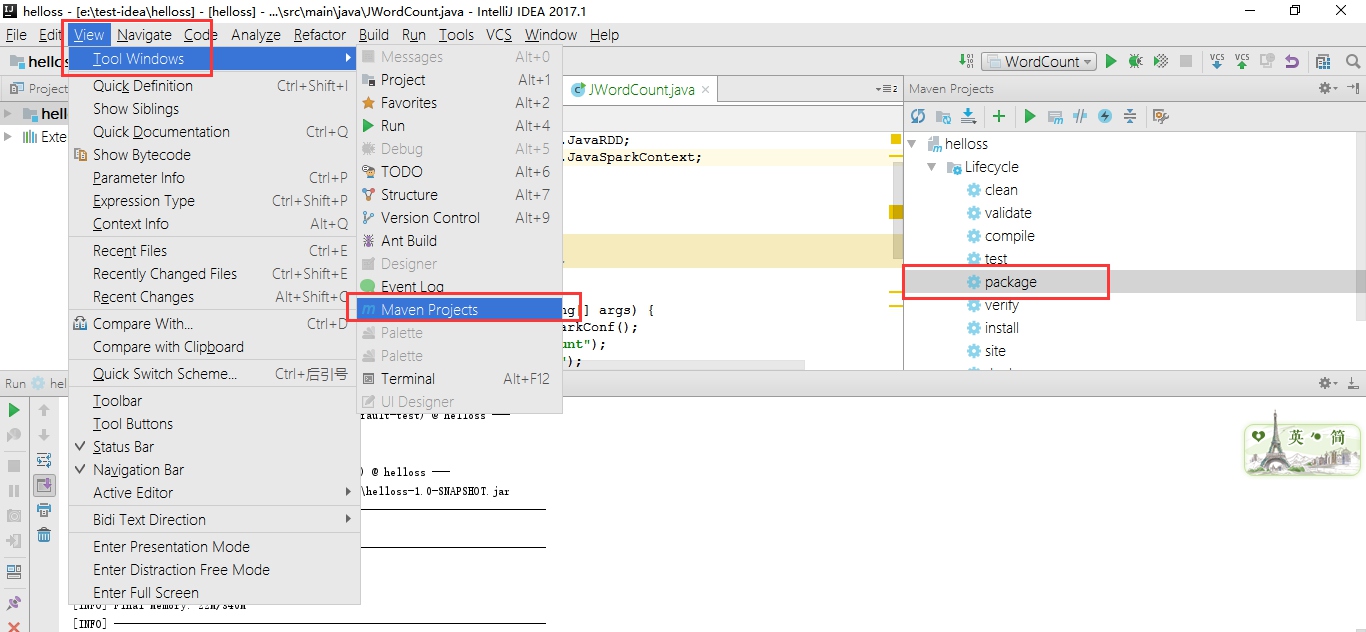 helloss - [e:\test-idea\helloss] - [helloss] - ...\src\main\java\JWordCount.java - IntelliJ IDEA 2017.1
File Edit View Navigate Code Analyze Refactor Build Run Tools VCS Window Help
WordCount
VCS VCS
Project
JWordCount.java
2
Maven Projects
hell
Exte
Tool Windows
Quick Definition Ctrl+Shift+I
Show Siblings
Quick Documentation Ctrl+Q
Show Bytecode
Parameter Info Ctrl+P
Expression Type Ctrl+Shift+P
Context Info Alt+Q
Recent Files Ctrl+E
Recently Changed Files Ctrl+Shift+E
Recent Changes Alt+Shift+C
Compare With... Ctrl+D
Compare with Clipboard
Quick Switch Scheme... Ctrl+后引号
Toolbar
Tool Buttons
Status Bar
Navigation Bar
Active Editor
Bidi Text Direction
Enter Presentation Mode
Enter Distraction Free Mode
Enter Full Screen
Messages Alt+0
Project Alt+1
Favorites Alt+2
Run Alt+4
Debug Alt+5
TODO Alt+6
Structure Alt+7
Version Control Alt+9
Ant Build
Designer
Event Log
Maven Projects
Palette
Palette
Terminal Alt+F12
UI Designer
.JavaRDD;
.JavaSparkContext;
ng[] args) {
arkConf();
unt");
");
helloss
Lifecycle
clean
validate
compile
test
package
verify
install
site
Run hel
fault-test) @ helloss ---
) @ helloss ---
\helloss-1.0-SNAPSHOT.jar
[INFO] Final Memory: 22M/340M
[INFO]
英 简